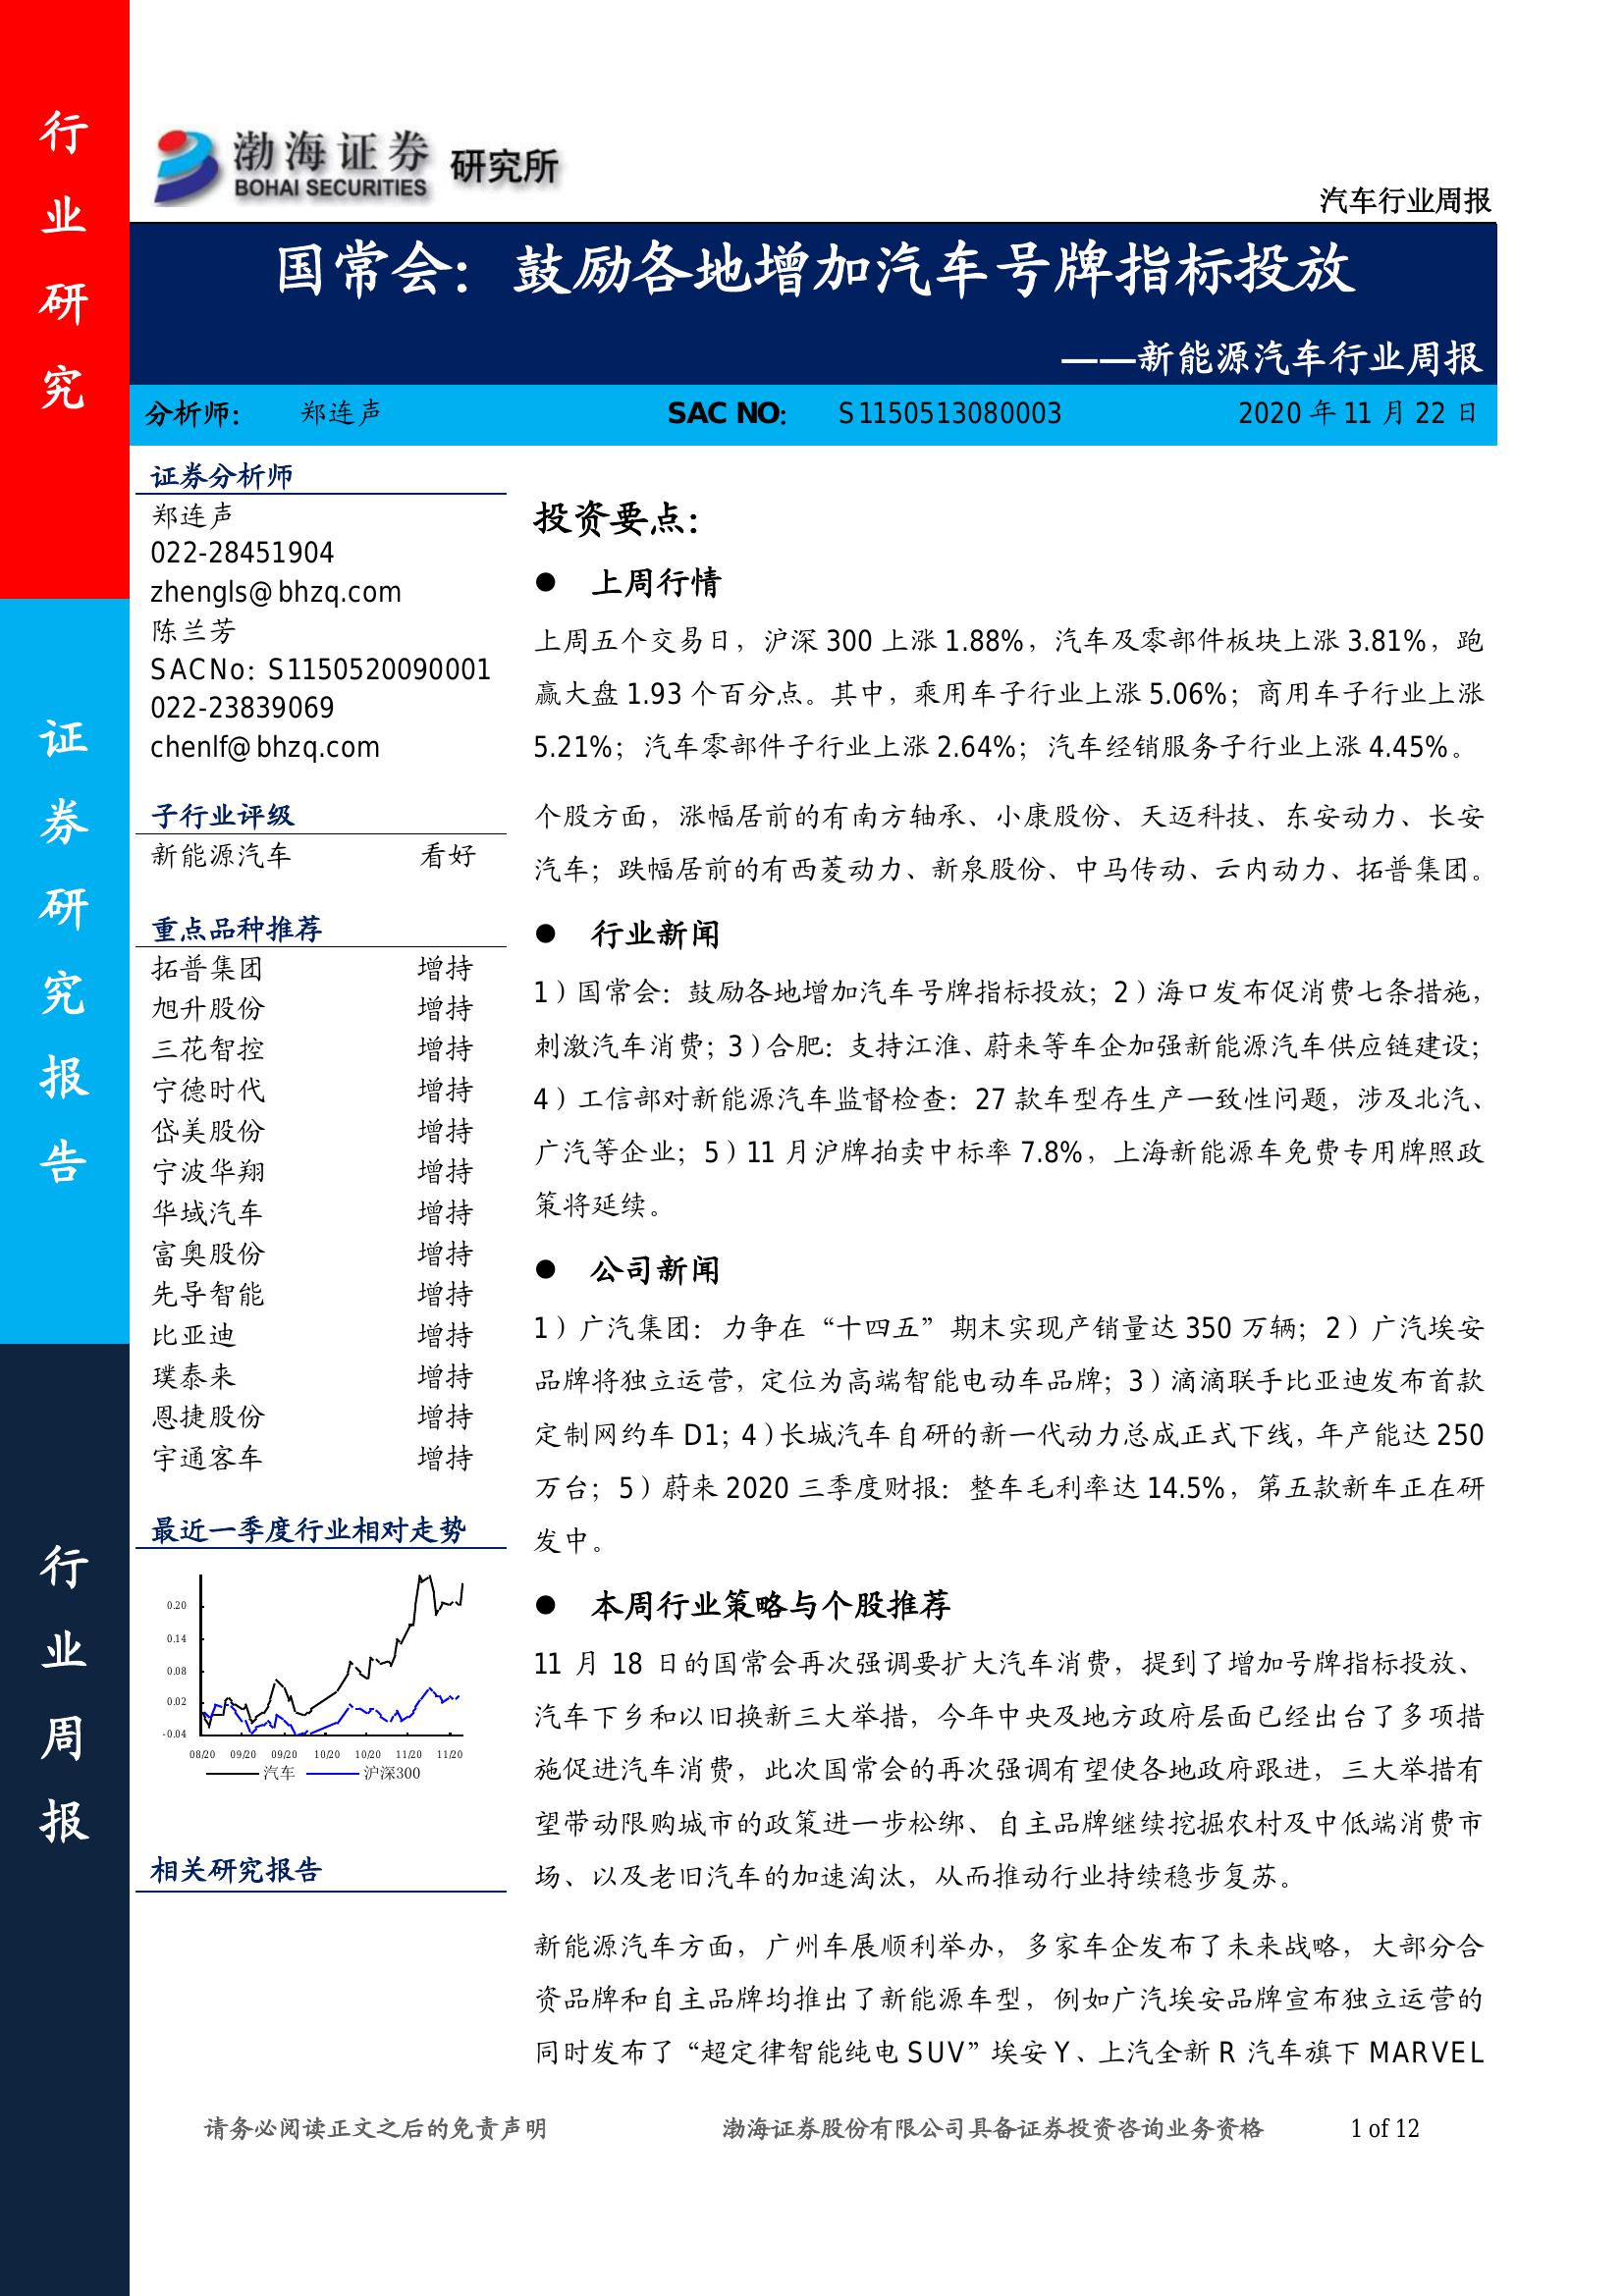 行业研究
证券研究报告
行业周报
渤海证券 研究所
BOHAI SECURITIES
汽车行业周报
国常会：鼓励各地增加汽车号牌指标投放
——新能源汽车行业周报
分析师： 郑连声 SAC NO: S1150513080003 2020 年 11 月 22 日
证券分析师
郑连声
022-28451904
zhengls@bhzq.com
陈兰芳
SACNo: S1150520090001
022-23839069
chenlf@bhzq.com
子行业评级
新能源汽车 看好
重点品种推荐
拓普集团 增持
旭升股份 增持
三花智控 增持
宁德时代 增持
岱美股份 增持
宁波华翔 增持
华域汽车 增持
富奥股份 增持
先导智能 增持
比亚迪 增持
璞泰来 增持
恩捷股份 增持
宇通客车 增持
最近一季度行业相对走势
0.20
0.14
0.08
0.02
-0.04
08/20 09/20 09/20 10/20 10/20 11/20 11/20
汽车 沪深300
相关研究报告
投资要点：
● 上周行情
上周五个交易日，沪深 300 上涨 1.88%，汽车及零部件板块上涨 3.81%，跑
赢大盘 1.93 个百分点。其中，乘用车子行业上涨 5.06%；商用车子行业上涨
5.21%；汽车零部件子行业上涨 2.64%；汽车经销服务子行业上涨 4.45%。
个股方面，涨幅居前的有南方轴承、小康股份、天迈科技、东安动力、长安
汽车；跌幅居前的有西菱动力、新泉股份、中马传动、云内动力、拓普集团。
● 行业新闻
1）国常会：鼓励各地增加汽车号牌指标投放；2）海口发布促消费七条措施，
刺激汽车消费；3）合肥：支持江淮、蔚来等车企加强新能源汽车供应链建设；
4）工信部对新能源汽车监督检查：27 款车型存生产一致性问题，涉及北汽、
广汽等企业；5）11 月沪牌拍卖中标率 7.8%，上海新能源车免费专用牌照政
策将延续。
● 公司新闻
1）广汽集团：力争在“十四五”期末实现产销量达 350 万辆；2）广汽埃安
品牌将独立运营，定位为高端智能电动车品牌；3）滴滴联手比亚迪发布首款
定制网约车 D1；4）长城汽车自研的新一代动力总成正式下线，年产能达 250
万台；5）蔚来 2020 三季度财报：整车毛利率达 14.5%，第五款新车正在研
发中。
● 本周行业策略与个股推荐
11 月 18 日的国常会再次强调要扩大汽车消费，提到了增加号牌指标投放、
汽车下乡和以旧换新三大举措，今年中央及地方政府层面已经出台了多项措
施促进汽车消费，此次国常会的再次强调有望使各地政府跟进，三大举措有
望带动限购城市的政策进一步松绑、自主品牌继续挖掘农村及中低端消费市
场、以及老旧汽车的加速淘汰，从而推动行业持续稳步复苏。
新能源汽车方面，广州车展顺利举办，多家车企发布了未来战略，大部分合
资品牌和自主品牌均推出了新能源车型，例如广汽埃安品牌宣布独立运营的
同时发布了“超定律智能纯电 SUV”埃安 Y、上汽全新 R 汽车旗下 MARVEL
请务必阅读正文之后的免责声明 渤海证券股份有限公司具备证券投资咨询业务资格 1 of 12